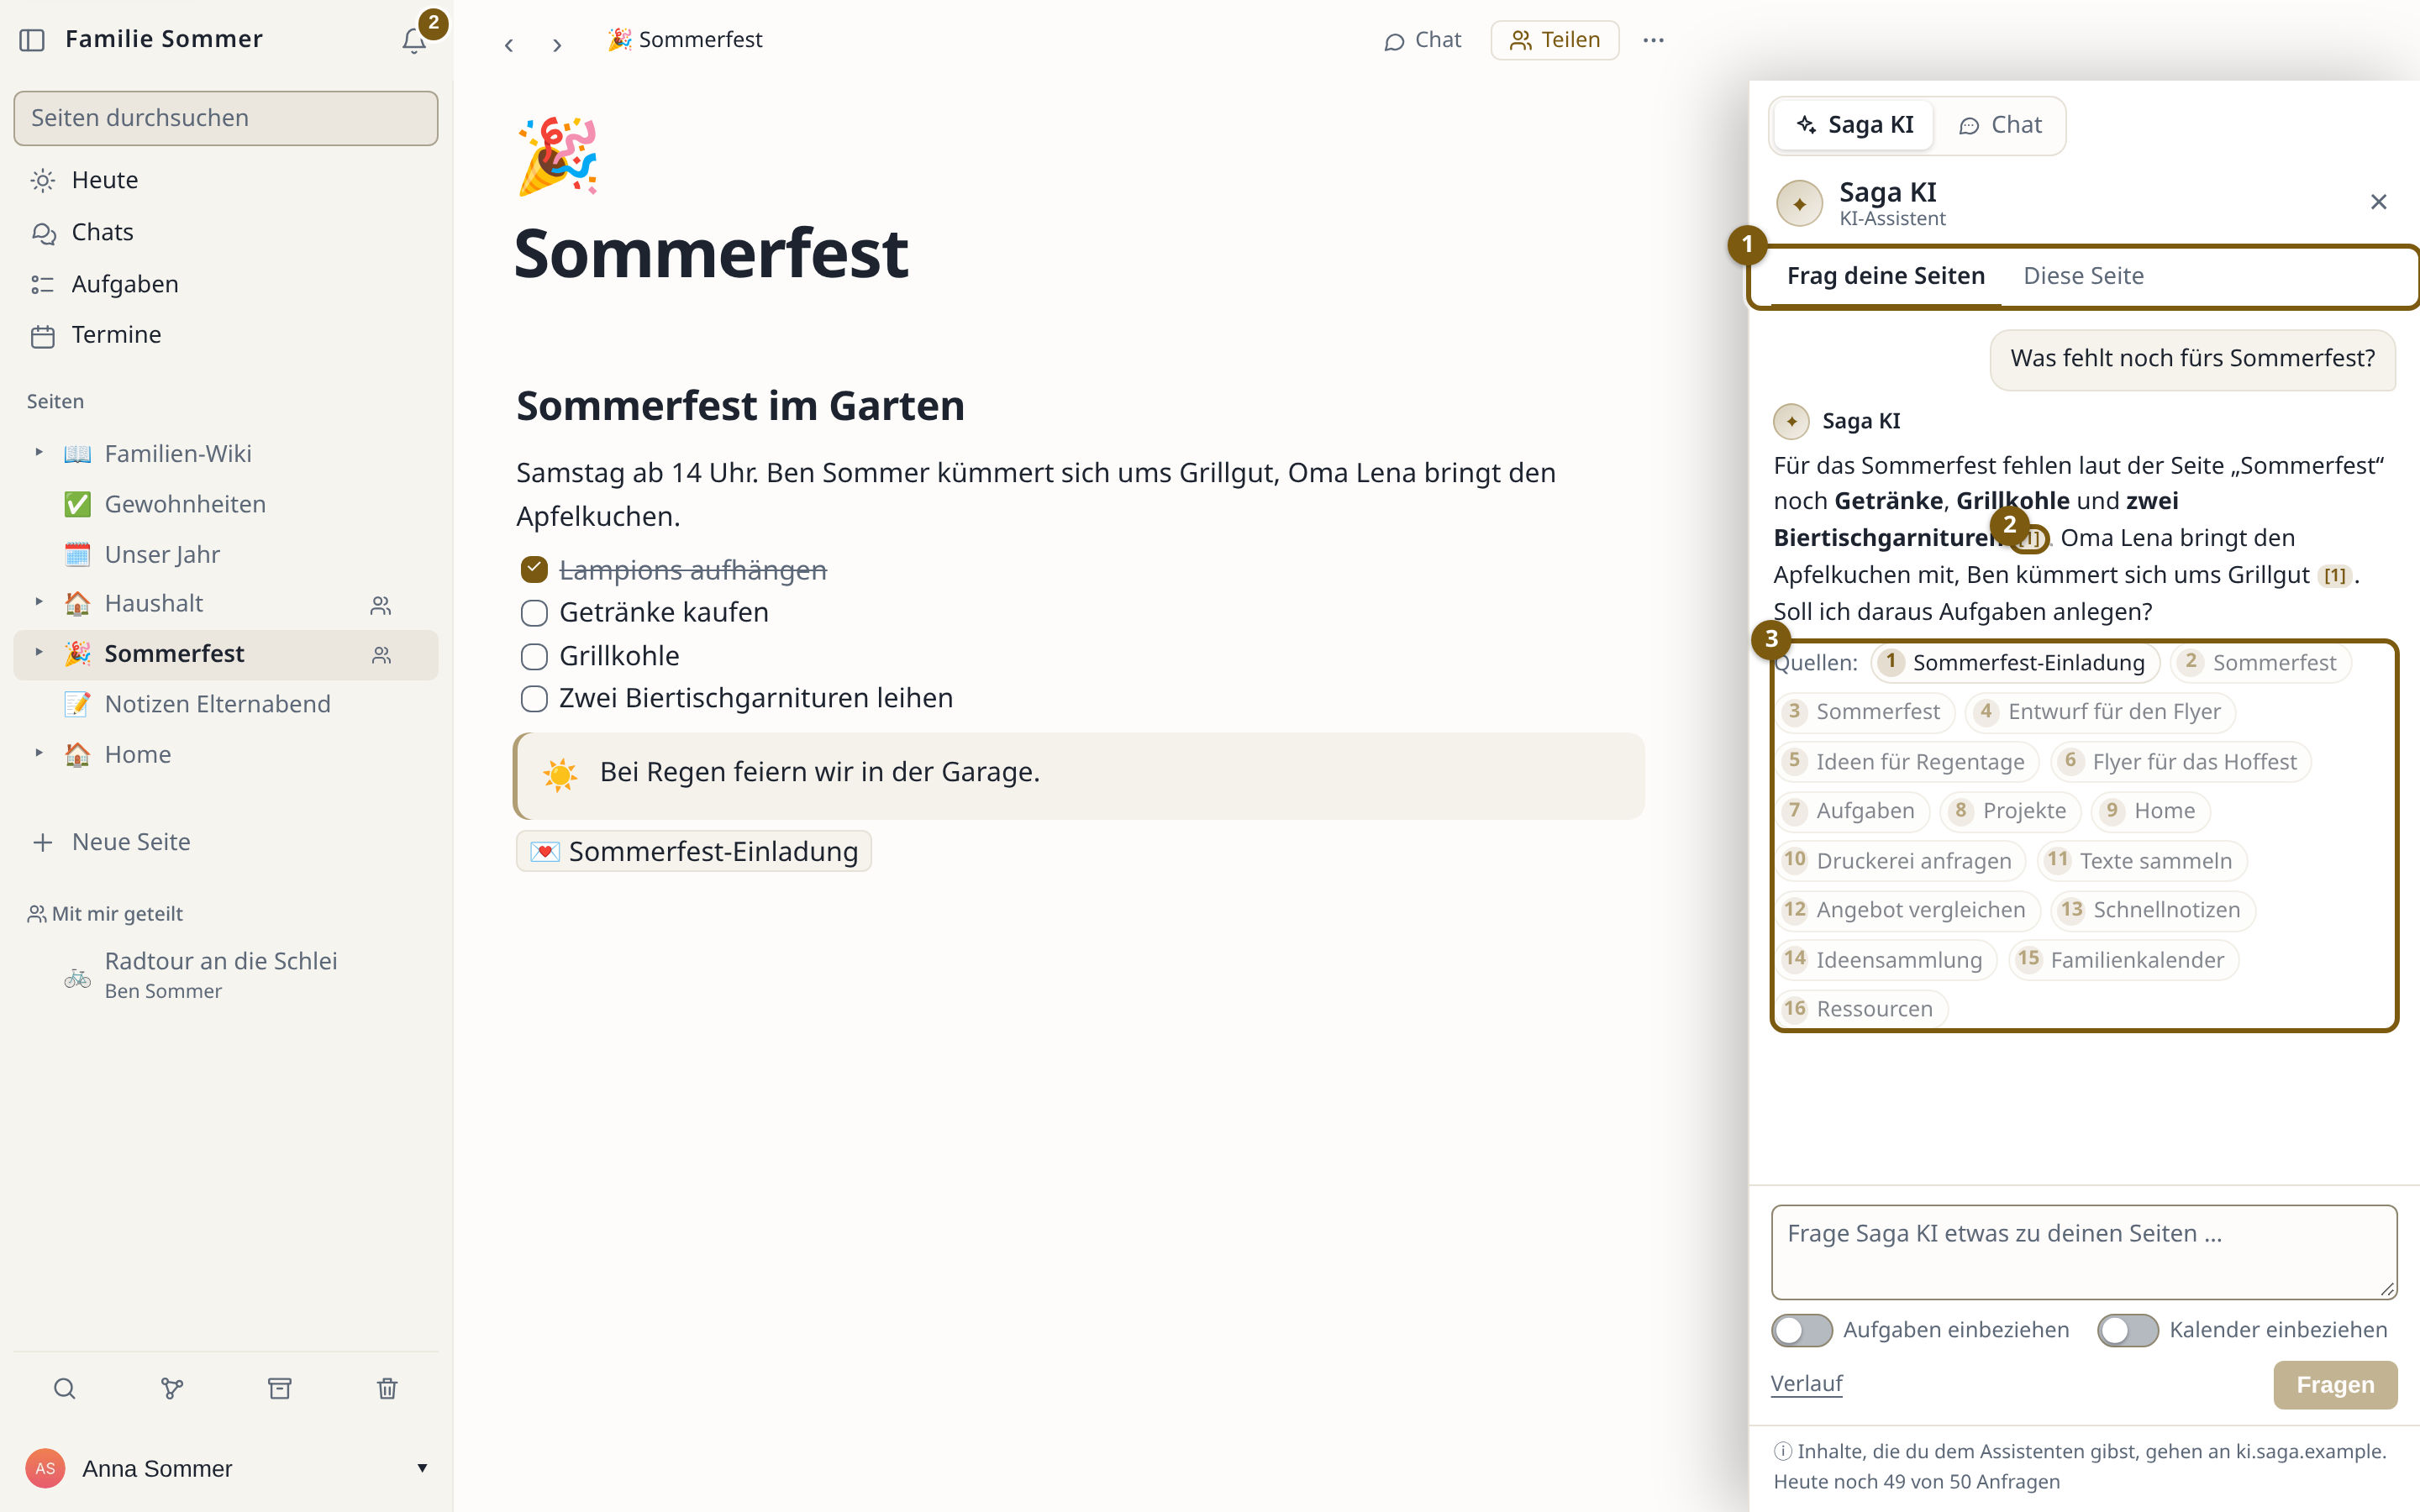 Familie Sommer
2
Seiten durchsuchen
Heute
Chats
Aufgaben
Termine
Seiten
Familien-Wiki
Gewohnheiten
Unser Jahr
Haushalt
Sommerfest
Notizen Elternabend
Home
Neue Seite
Mit mir geteilt
Radtour an die Schlei
Ben Sommer
AS Anna Sommer
Sommerfest
Chat
Teilen
Sommerfest
Sommerfest im Garten
Samstag ab 14 Uhr. Ben Sommer kümmert sich ums Grillgut, Oma Lena bringt den
Apfelkuchen.
Lampions aufhängen
Getränke kaufen
Grillkohle
Zwei Biertischgarnituren leihen
Bei Regen feiern wir in der Garage.
Sommerfest-Einladung
Saga KI
Chat
Saga KI
KI-Assistent
1
Frag deine Seiten
Diese Seite
Was fehlt noch fürs Sommerfest?
Saga KI
Für das Sommerfest fehlen laut der Seite „Sommerfest“
noch Getränke, Grillkohle und zwei
2
Biertischgarnituren [1]. Oma Lena bringt den
Apfelkuchen mit, Ben kümmert sich ums Grillgut [1].
Soll ich daraus Aufgaben anlegen?
3
Quellen: 1 Sommerfest-Einladung 2 Sommerfest
3 Sommerfest 4 Entwurf für den Flyer
5 Ideen für Regentage 6 Flyer für das Hoffest
7 Aufgaben 8 Projekte 9 Home
10 Druckerei anfragen 11 Texte sammeln
12 Angebot vergleichen 13 Schnellnotizen
14 Ideensammlung 15 Familienkalender
16 Ressourcen
Frage Saga KI etwas zu deinen Seiten ...
Aufgaben einbeziehen
Kalender einbeziehen
Verlauf
Fragen
Inhalte, die du dem Assistenten gibst, gehen an ki.saga.example.
Heute noch 49 von 50 Anfragen